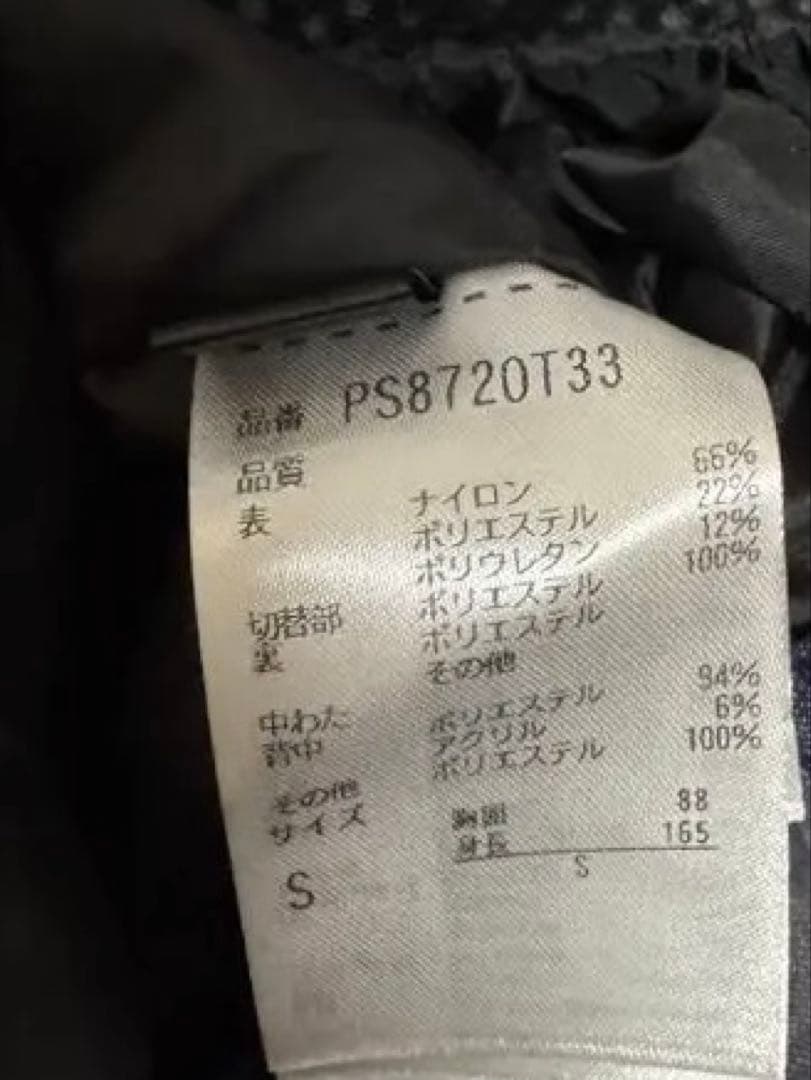 品番 PS8720T33
品質
表 ナイロン 66%
ポリエステル 22%
ポリウレタン 12%
切替部 ポリエステル 100%
裏 ポリエステル
その他
中わた
背中 ポリエステル 94%
アクリル 6%
ポリエステル 100%
その他
サイズ 胸囲 88
身長 165
S
S